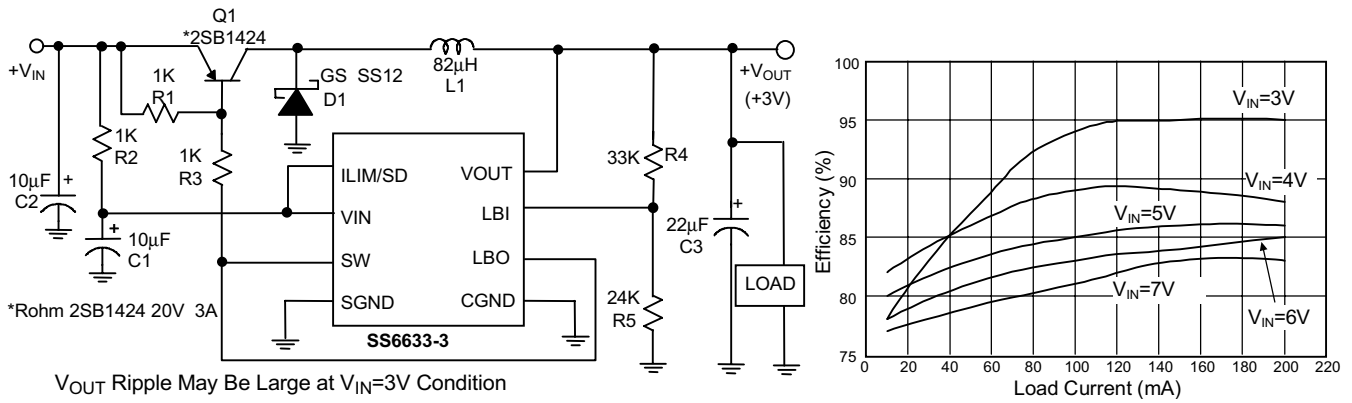 Q1
*2SB1424
+VIN
1K
R1
1K
R2
1K
R3
10μF
+
C2
10μF
+
C1
GS SS12
D1
82μH
L1
+VOUT
(+3V)
ILIM/SD
VIN
SW
SGND
VOUT
LBI
LBO
CGND
SS6633-3
33K
R4
24K
R5
22μF
+
C3
LOAD
*Rohm 2SB1424 20V 3A
VOUT Ripple May Be Large at VIN=3V Condition
Efficiency (%)
100
95
90
85
80
75
VIN=3V
VIN=4V
VIN=5V
VIN=7V
VIN=6V
0 20 40 60 80 100 120 140 160 180 200 220
Load Current (mA)